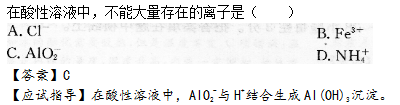 在酸性溶液中，不能大量存在的离子是（　　）
A. Cl⁻　　B. Fe³⁺
C. AlO₂⁻　　D. NH₄⁺
【答案】C
【应试指导】在酸性溶液中，AlO₂⁻与H⁺结合生成Al(OH)₃沉淀。